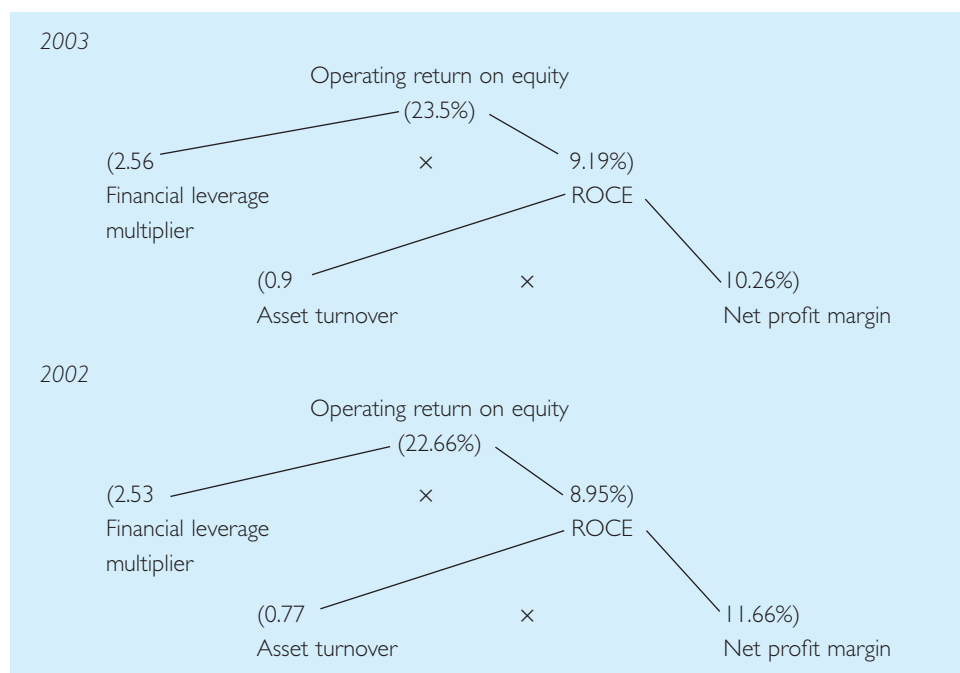 2003
Operating return on equity
(23.5%)
(2.56 × 9.19%)
Financial leverage ROCE
multiplier
(0.9 × 10.26%)
Asset turnover Net profit margin
2002
Operating return on equity
(22.66%)
(2.53 × 8.95%)
Financial leverage ROCE
multiplier
(0.77 × 11.66%)
Asset turnover Net profit margin